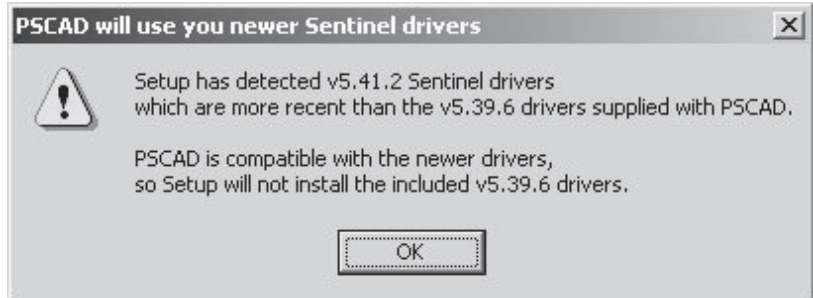 PSCAD will use you newer Sentinel drivers
Setup has detected v5.41.2 Sentinel drivers
which are more recent than the v5.39.6 drivers supplied with PSCAD.
PSCAD is compatible with the newer drivers,
so Setup will not install the included v5.39.6 drivers.
OK